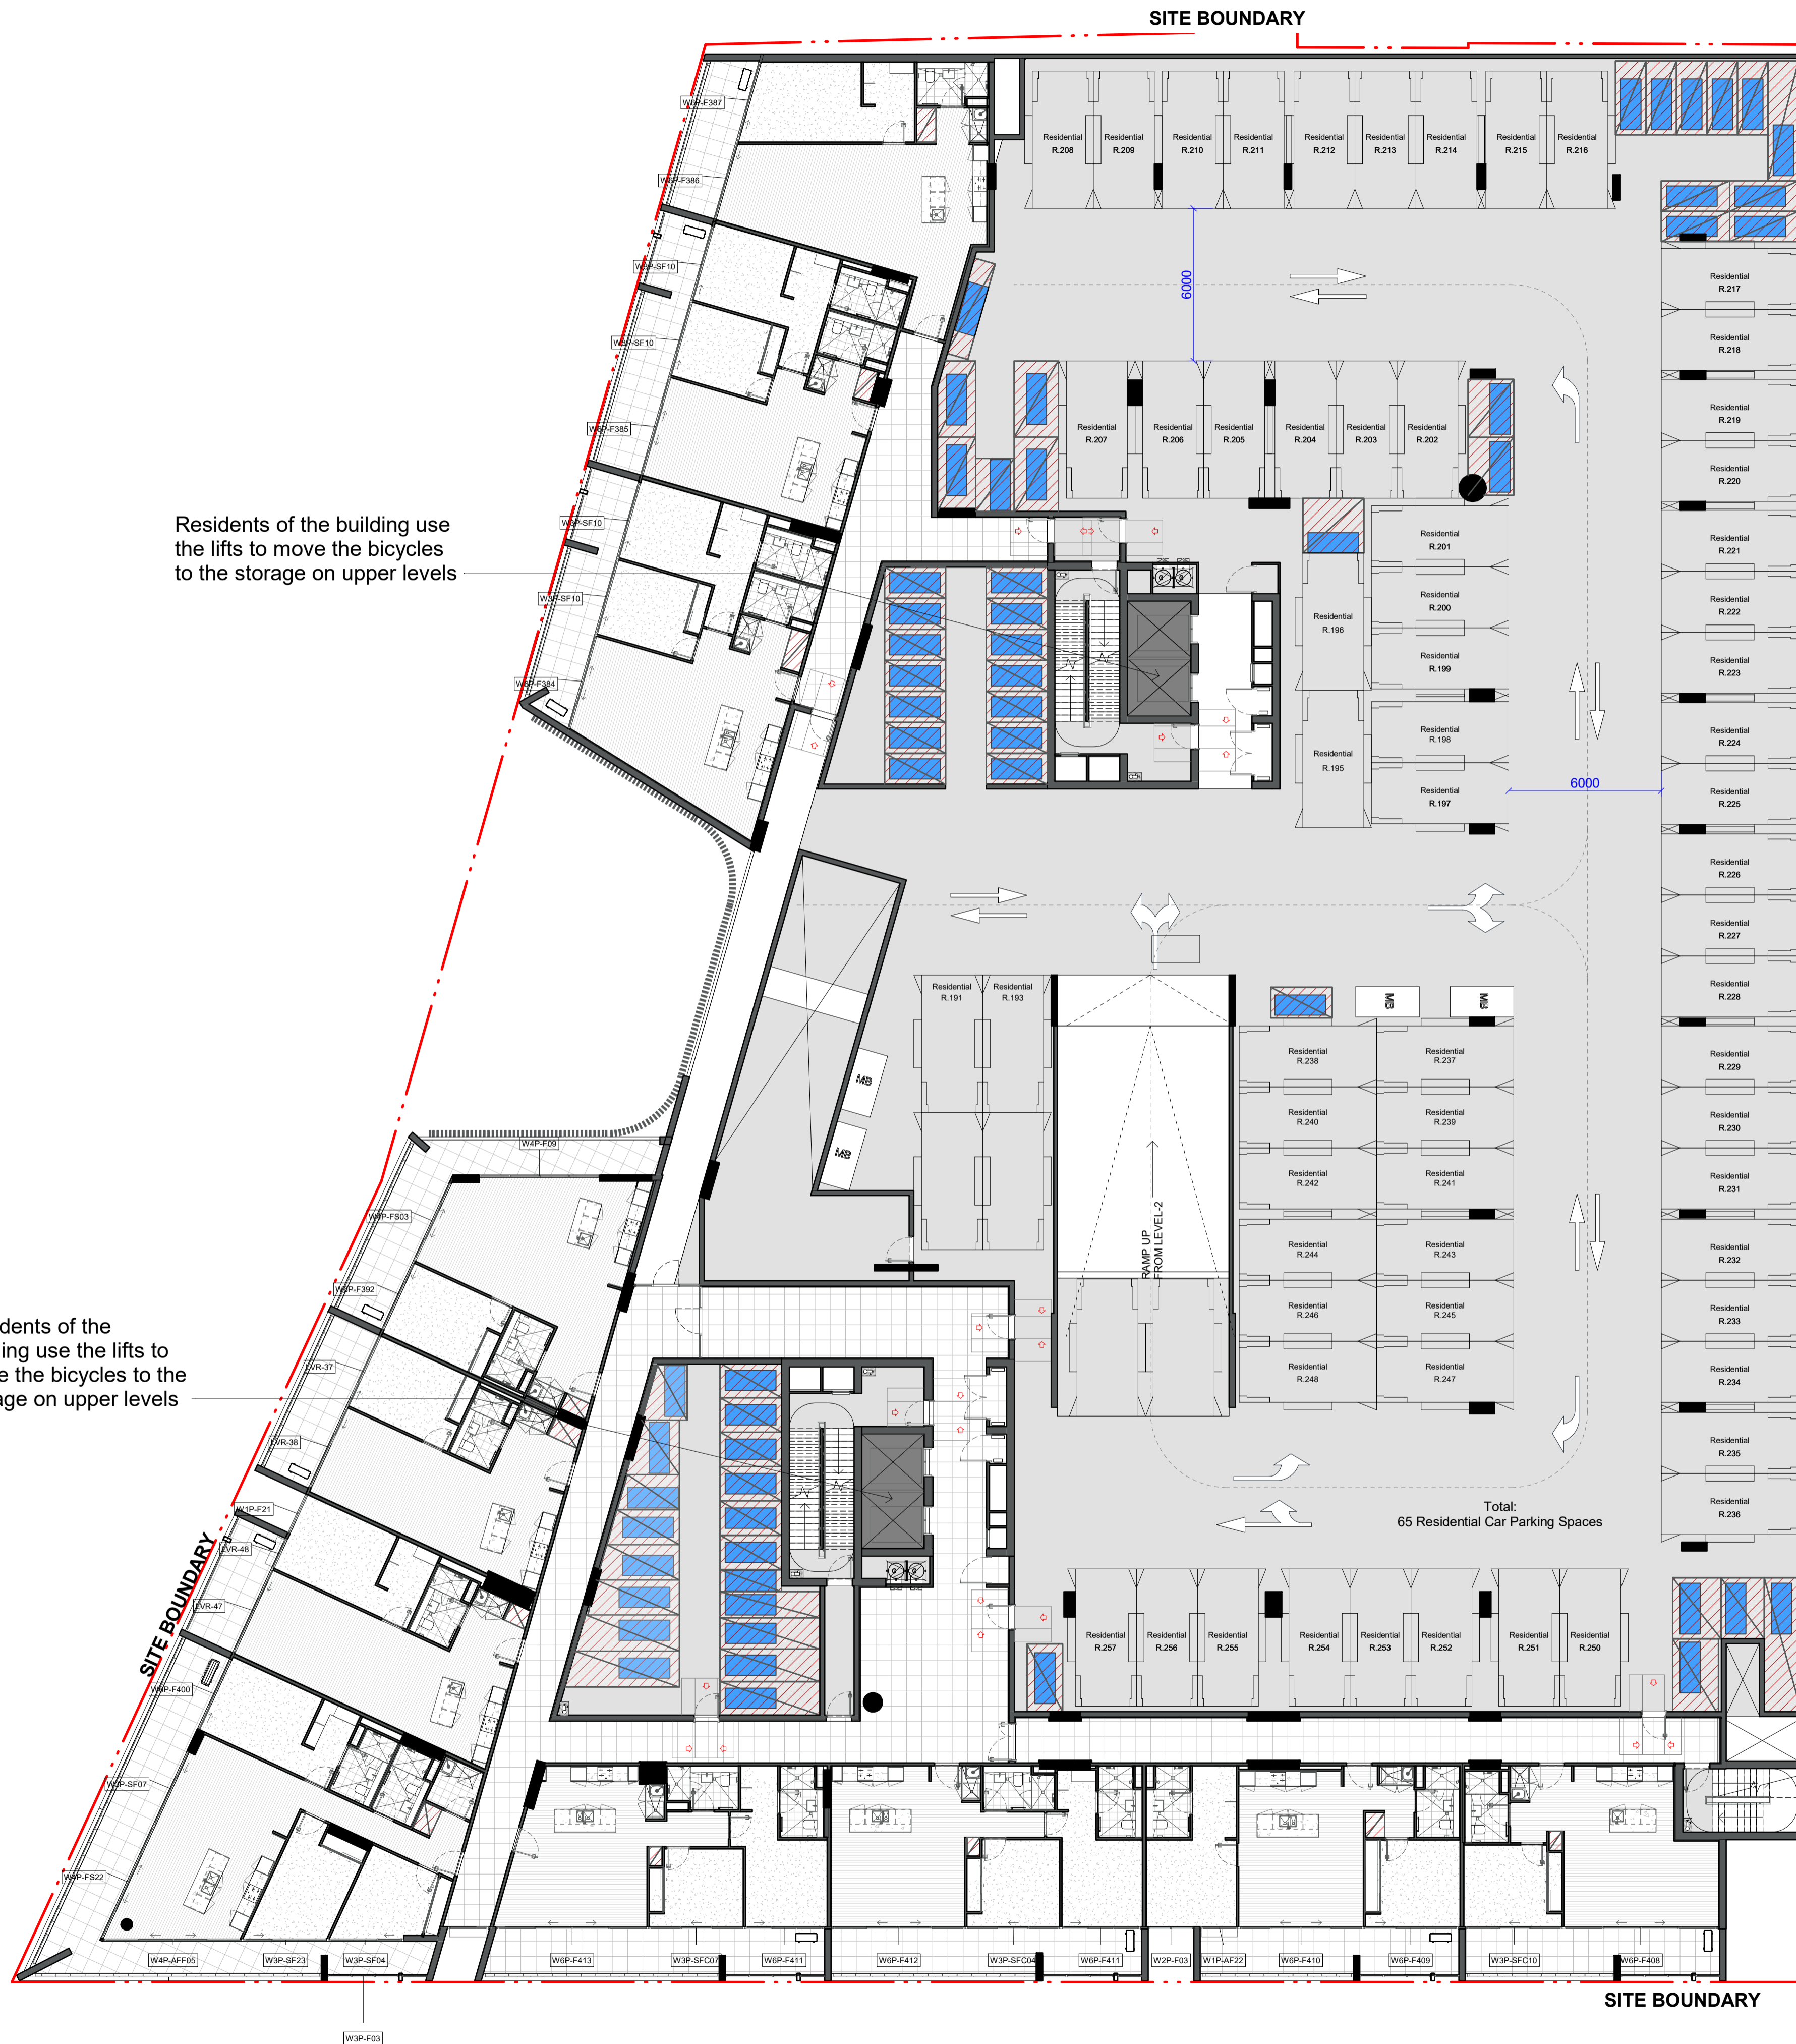 SITE BOUNDARY
W6P-F387
Residential
R.208
Residential
R.209
Residential
R.210
Residential
R.211
Residential
R.212
Residential
R.213
Residential
R.214
Residential
R.215
Residential
R.216
W6P-F386
W3P-SF10
6000
Residential
R.217
W3P-SF10
Residential
R.218
W6P-F385
Residential
R.207
Residential
R.206
Residential
R.205
Residential
R.204
Residential
R.203
Residential
R.202
Residential
R.219
Residential
R.220
Residents of the building use
the lifts to move the bicycles
to the storage on upper levels
W3P-SF10
Residential
R.201
Residential
R.221
W3P-SF10
Residential
R.200
Residential
R.196
Residential
R.222
Residential
R.199
Residential
R.223
W6P-F384
Residential
R.198
Residential
R.224
Residential
R.195
Residential
R.197
6000
Residential
R.225
Residential
R.226
Residential
R.227
Residential
R.191
Residential
R.193
Residential
R.228
MB
MB
MB
MB
Residential
R.238
Residential
R.237
Residential
R.229
Residential
R.240
Residential
R.239
Residential
R.230
W4P-F09
Residential
R.242
Residential
R.241
Residential
R.231
W4P-FS03
RAMP UP
FROM LEVEL-2
Residential
R.244
Residential
R.243
Residential
R.232
W6P-F392
Residential
R.246
Residential
R.245
Residential
R.233
dents of the
ing use the lifts to
e the bicycles to the
age on upper levels
LVR-37
Residential
R.248
Residential
R.247
Residential
R.234
LVR-38
Residential
R.235
W1P-F21
Total:
65 Residential Car Parking Spaces
Residential
R.236
LVR-48
SITE BOUNDARY
LVR-47
Residential
R.257
Residential
R.256
Residential
R.255
Residential
R.254
Residential
R.253
Residential
R.252
Residential
R.251
Residential
R.250
W6P-F400
W3P-SF07
W4P-FS22
W4P-AFF05
W3P-SF23
W3P-SF04
W6P-F413
W3P-SFC07
W6P-F411
W6P-F412
W3P-SFC04
W6P-F411
W2P-F03
W1P-AF22
W6P-F410
W6P-F409
W3P-SFC10
W6P-F408
SITE BOUNDARY
W3P-F03